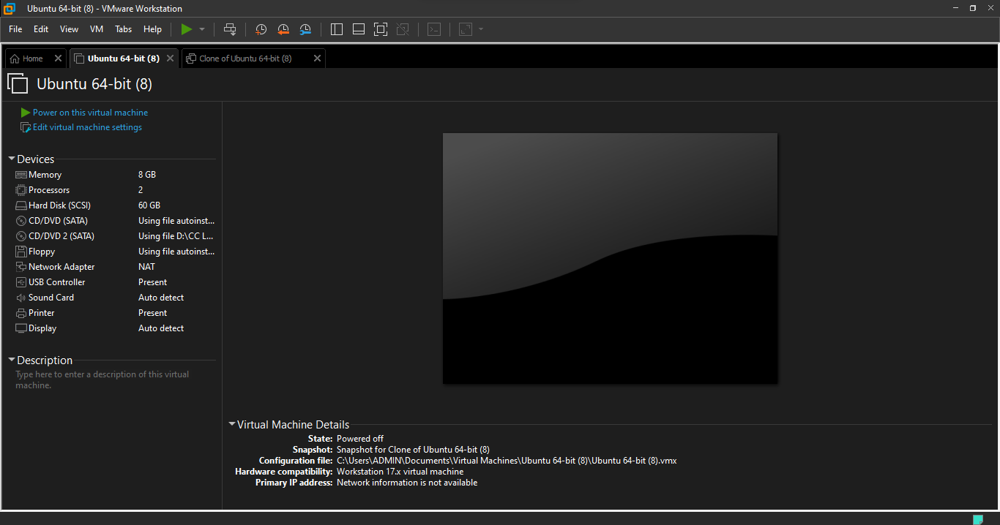 Ubuntu 64-bit (8) - VMware Workstation
File Edit View VM Tabs Help
Home Ubuntu 64-bit (8) Clone of Ubuntu 64-bit (8)
Ubuntu 64-bit (8)
Power on this virtual machine
Edit virtual machine settings
Devices
Memory 8 GB
Processors 2
Hard Disk (SCSI) 60 GB
CD/DVD (SATA) Using file autoinst...
CD/DVD 2 (SATA) Using file D:\CC L...
Floppy Using file autoinst...
Network Adapter NAT
USB Controller Present
Sound Card Auto detect
Printer Present
Display Auto detect
Description
Type here to enter a description of this virtual
machine.
Virtual Machine Details
State: Powered off
Snapshot: Snapshot for Clone of Ubuntu 64-bit (8)
Configuration file: C:\Users\ADMIN\Documents\Virtual Machines\Ubuntu 64-bit (8)\Ubuntu 64-bit (8).vmx
Hardware compatibility: Workstation 17.x virtual machine
Primary IP address: Network information is not available